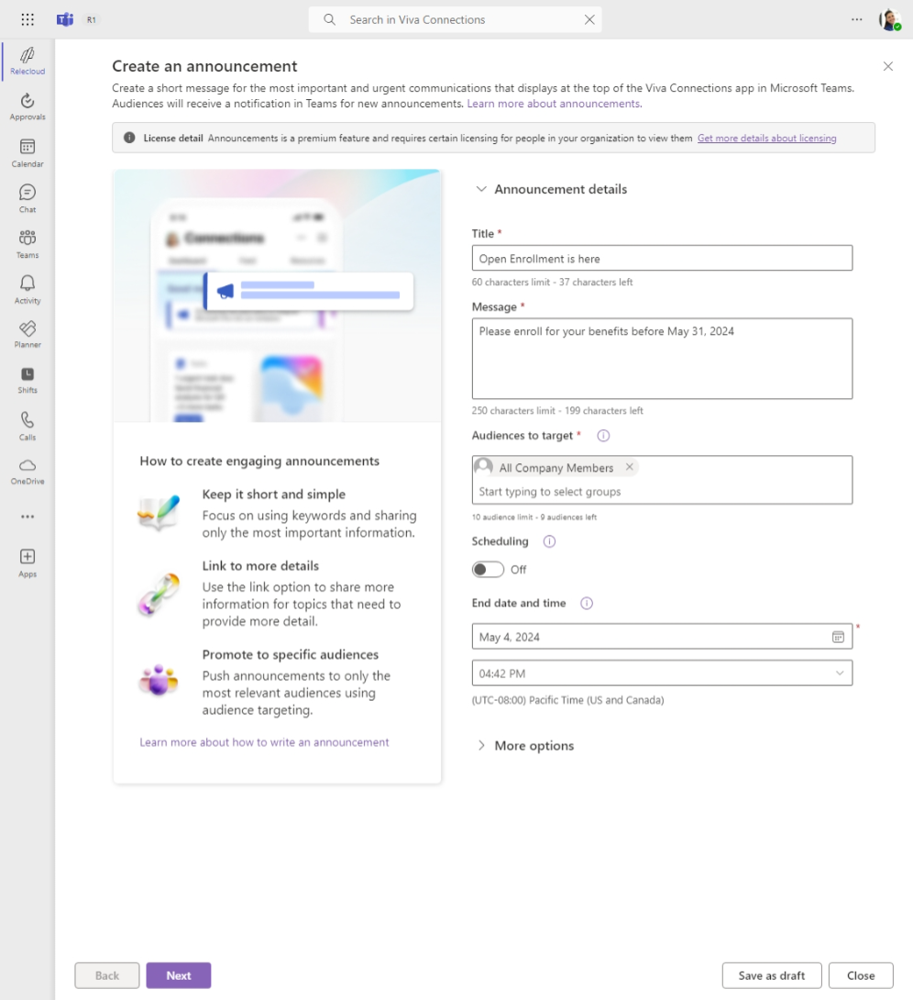 R1
Search in Viva Connections
Relecloud
Approvals
Calendar
Chat
Teams
Activity
Planner
Shifts
Calls
OneDrive
Apps
Create an announcement
Create a short message for the most important and urgent communications that displays at the top of the Viva Connections app in Microsoft Teams.
Audiences will receive a notification in Teams for new announcements. Learn more about announcements.
License detail Announcements is a premium feature and requires certain licensing for people in your organization to view them Get more details about licensing
Connections
How to create engaging announcements
Keep it short and simple
Focus on using keywords and sharing
only the most important information.
Link to more details
Use the link option to share more
information for topics that need to
provide more detail.
Promote to specific audiences
Push announcements to only the
most relevant audiences using
audience targeting.
Learn more about how to write an announcement
Announcement details
Title *
Open Enrollment is here
60 characters limit - 37 characters left
Message *
Please enroll for your benefits before May 31, 2024
250 characters limit - 199 characters left
Audiences to target *
All Company Members
Start typing to select groups
10 audience limit - 9 audiences left
Scheduling
Off
End date and time
May 4, 2024
*
04:42 PM
(UTC-08:00) Pacific Time (US and Canada)
More options
Back
Next
Save as draft
Close